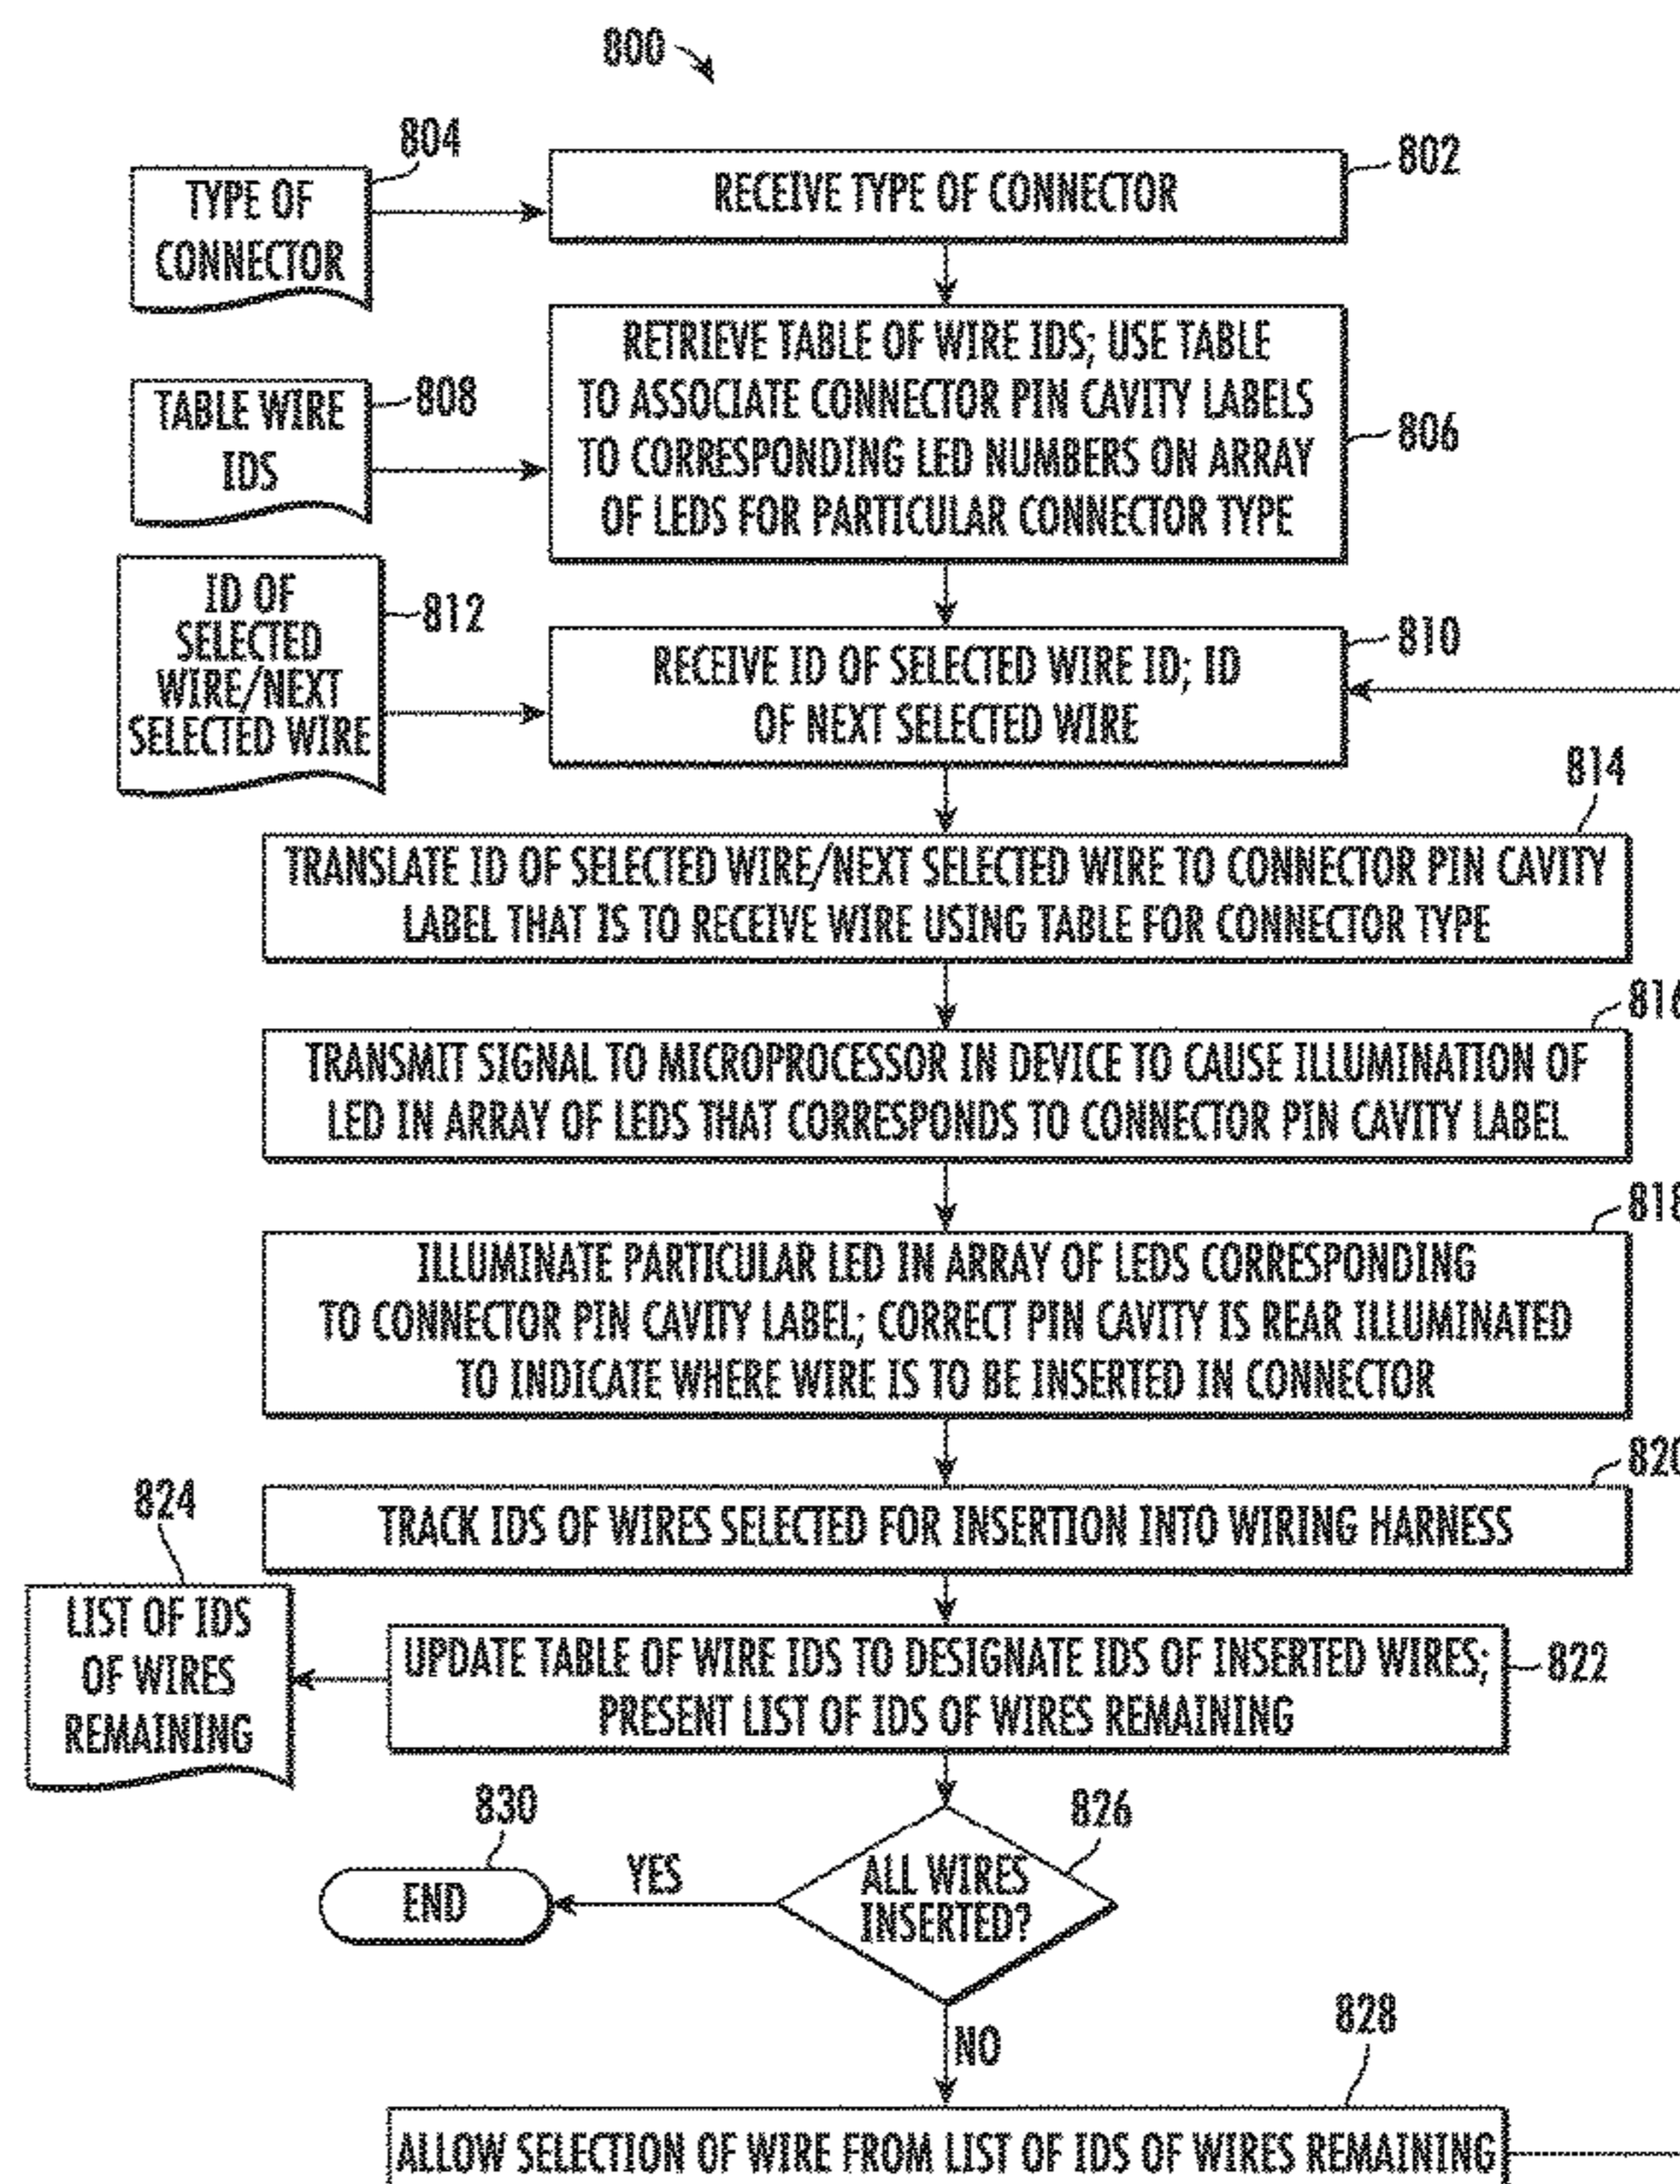 800
804
TYPE OF
CONNECTOR
802
RECEIVE TYPE OF CONNECTOR
808
TABLE WIRE
IDS
RETRIEVE TABLE OF WIRE IDS; USE TABLE
TO ASSOCIATE CONNECTOR PIN CAVITY LABELS
TO CORRESPONDING LED NUMBERS ON ARRAY
OF LEDS FOR PARTICULAR CONNECTOR TYPE
806
ID OF
SELECTED
WIRE/NEXT
SELECTED WIRE
812
RECEIVE ID OF SELECTED WIRE ID; ID
OF NEXT SELECTED WIRE
810
814
TRANSLATE ID OF SELECTED WIRE/NEXT SELECTED WIRE TO CONNECTOR PIN CAVITY
LABEL THAT IS TO RECEIVE WIRE USING TABLE FOR CONNECTOR TYPE
816
TRANSMIT SIGNAL TO MICROPROCESSOR IN DEVICE TO CAUSE ILLUMINATION OF
LED IN ARRAY OF LEDS THAT CORRESPONDS TO CONNECTOR PIN CAVITY LABEL
818
ILLUMINATE PARTICULAR LED IN ARRAY OF LEDS CORRESPONDING
TO CONNECTOR PIN CAVITY LABEL; CORRECT PIN CAVITY IS REAR ILLUMINATED
TO INDICATE WHERE WIRE IS TO BE INSERTED IN CONNECTOR
820
TRACK IDS OF WIRES SELECTED FOR INSERTION INTO WIRING HARNESS
824
LIST OF IDS
OF WIRES
REMAINING
UPDATE TABLE OF WIRE IDS TO DESIGNATE IDS OF INSERTED WIRES;
PRESENT LIST OF IDS OF WIRES REMAINING
822
830
END
YES
826
ALL WIRES
INSERTED?
NO
828
ALLOW SELECTION OF WIRE FROM LIST OF IDS OF WIRES REMAINING